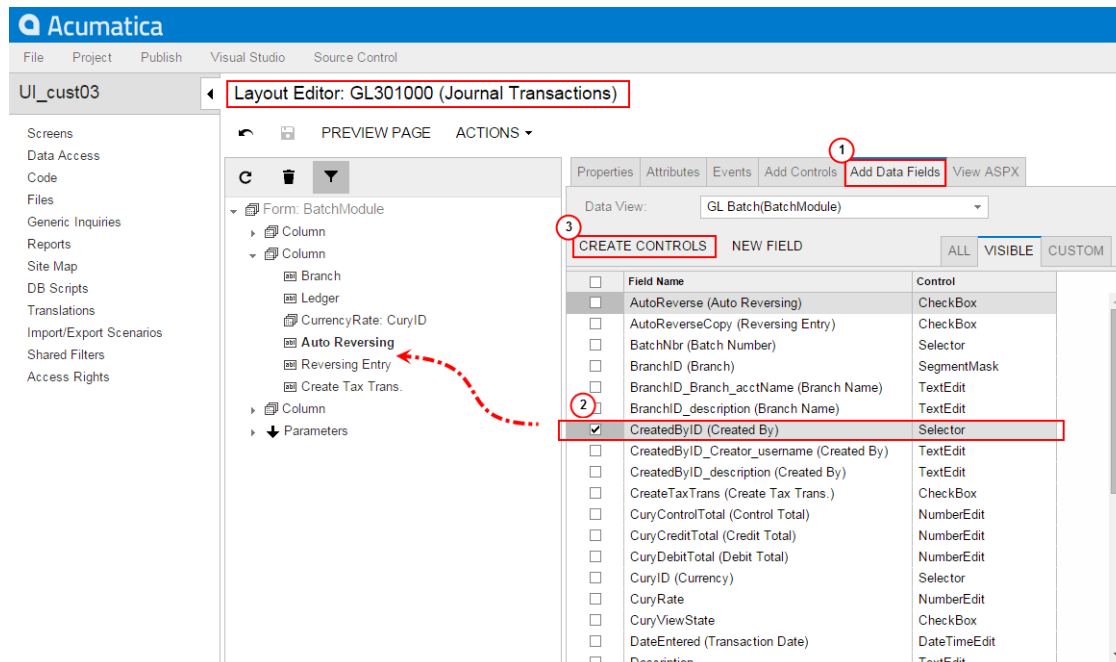 Acumatica
File Project Publish Visual Studio Source Control
UI_cust03
Layout Editor: GL301000 (Journal Transactions)
Screens
Data Access
Code
Files
Generic Inquiries
Reports
Site Map
DB Scripts
Translations
Import/Export Scenarios
Shared Filters
Access Rights
PREVIEW PAGE ACTIONS
Form: BatchModule
Column
Column
Branch
Ledger
CurrencyRate: CuryID
Auto Reversing
Reversing Entry
Create Tax Trans.
Column
Parameters
1
Properties Attributes Events Add Controls Add Data Fields View ASPX
Data View: GL Batch(BatchModule)
3
CREATE CONTROLS NEW FIELD ALL VISIBLE CUSTOM
Field Name Control
AutoReverse (Auto Reversing) CheckBox
AutoReverseCopy (Reversing Entry) CheckBox
BatchNbr (Batch Number) Selector
BranchID (Branch) SegmentMask
BranchID_Branch_acctName (Branch Name) TextEdit
2
BranchID_description (Branch Name) TextEdit
CreatedByID (Created By) Selector
CreatedByID_Creator_username (Created By) TextEdit
CreatedByID_description (Created By) TextEdit
CreateTaxTrans (Create Tax Trans.) CheckBox
CuryControlTotal (Control Total) NumberEdit
CuryCreditTotal (Credit Total) NumberEdit
CuryDebitTotal (Debit Total) NumberEdit
CuryID (Currency) Selector
CuryRate NumberEdit
CuryViewState CheckBox
DateEntered (Transaction Date) DateTimeEdit
Description TextEdit